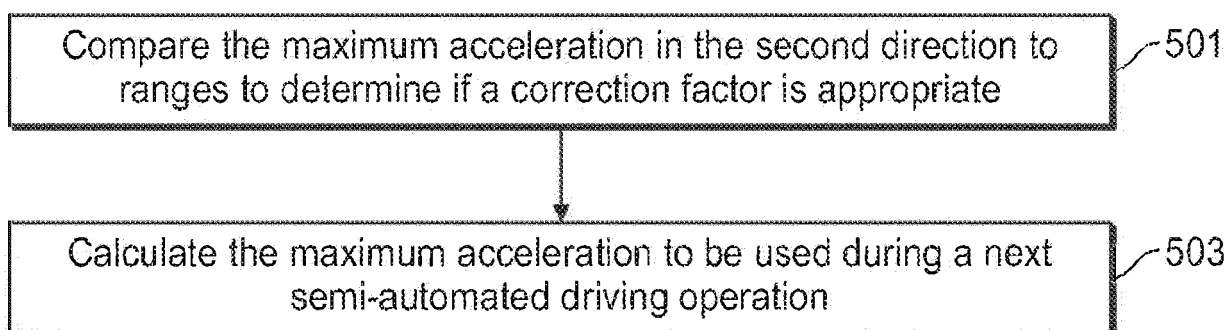 Compare the maximum acceleration in the second direction to
ranges to determine if a correction factor is appropriate
501
Calculate the maximum acceleration to be used during a next
semi-automated driving operation
503